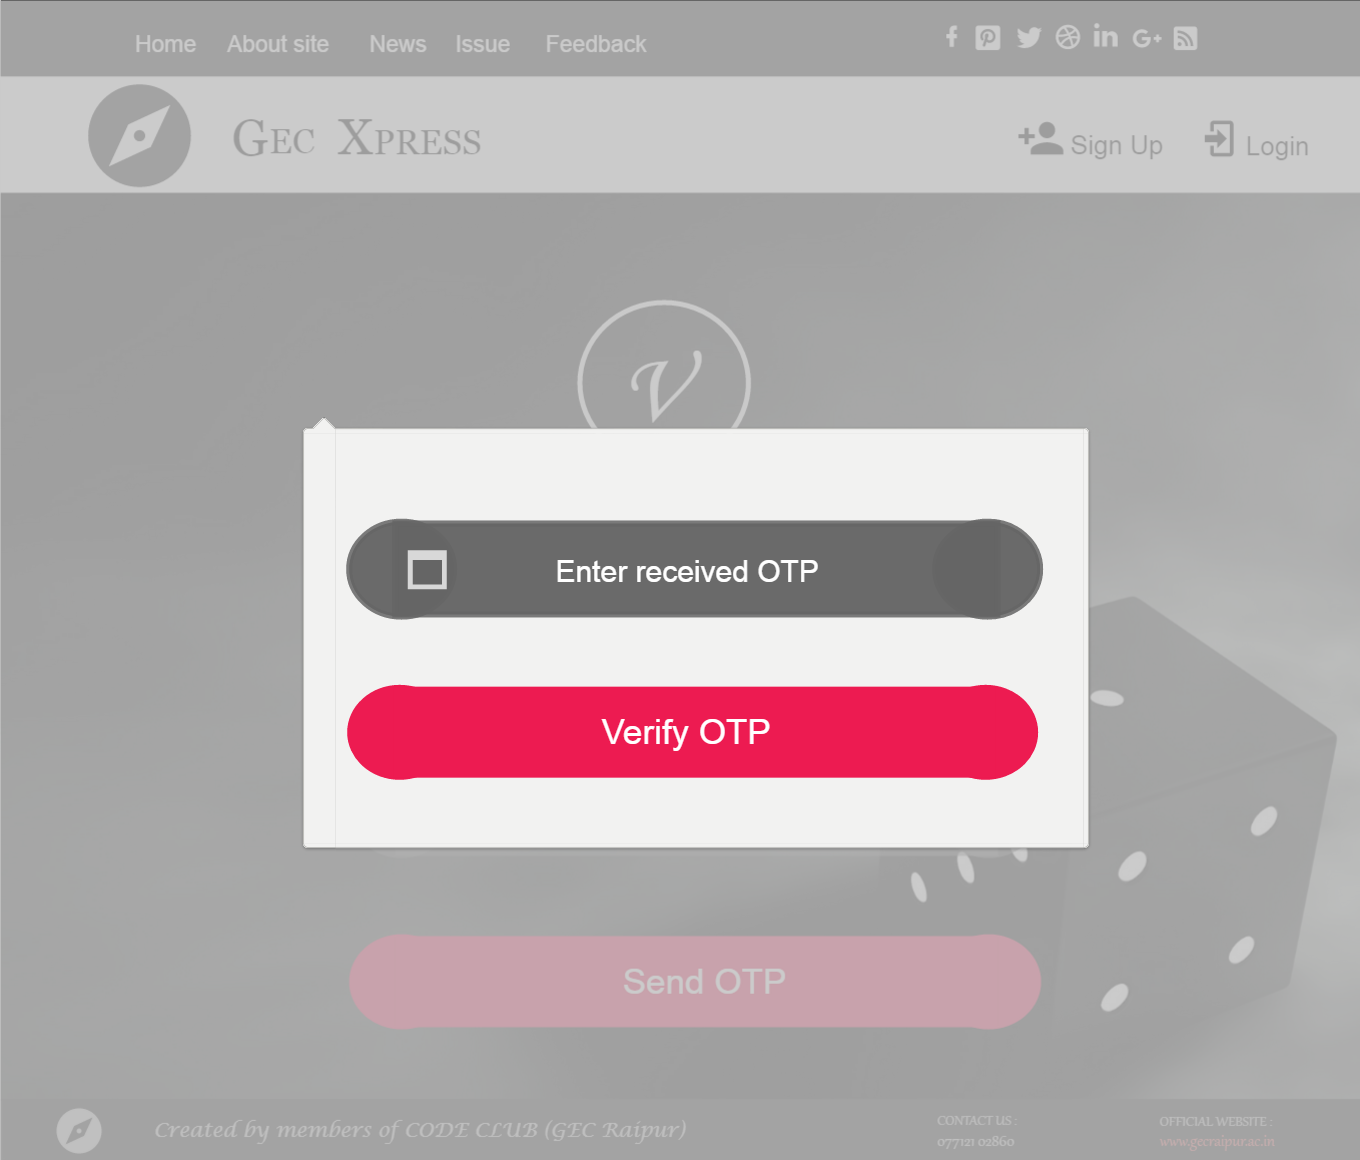 Home About site News Issue Feedback
GEC XPRESS
Sign Up Login
V
Enter received OTP
Verify OTP
Send OTP
Created by members of CODE CLUB (GEC Raipur)
CONTACT US :
077121 02860
OFFICIAL WEBSITE :
www.gecraipur.ac.in